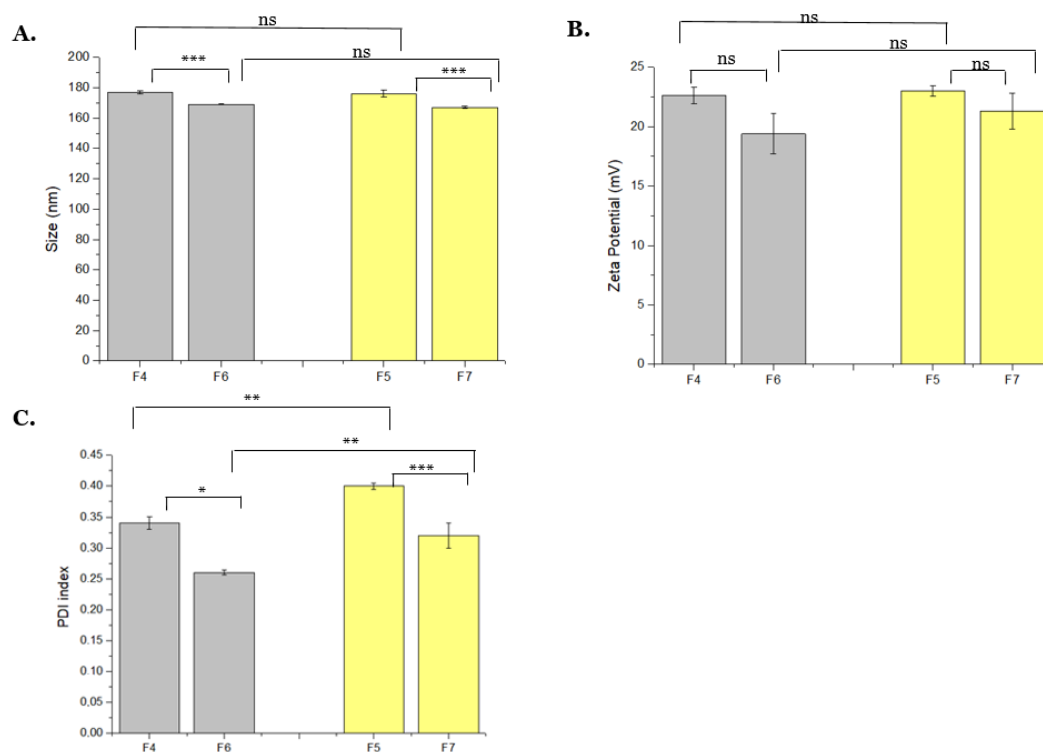 A.
ns
ns
***
***
Size (nm)
200
180
160
140
120
100
80
60
40
20
0
F4 F6 F5 F7
B.
ns
ns
ns
ns
Zeta Potential (mV)
25
20
15
10
5
0
F4 F6 F5 F7
C.
**
**
***
*
PDI index
0.45
0.40
0.35
0.30
0.25
0.20
0.15
0.10
0.05
0.00
F4 F6 F5 F7